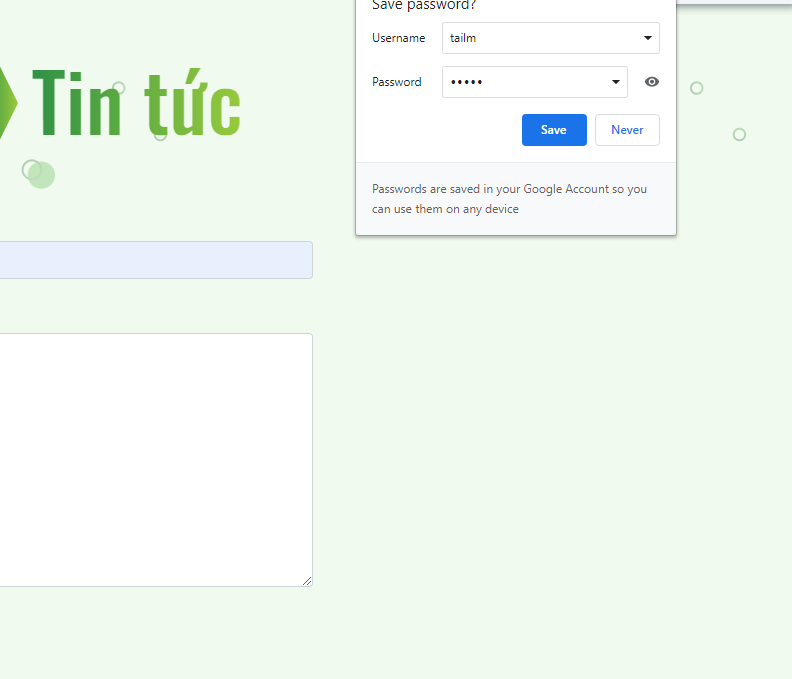 Save password?
Username
tailm
Password
•••••
Save
Never
Passwords are saved in your Google Account so you
can use them on any device
Tin tức